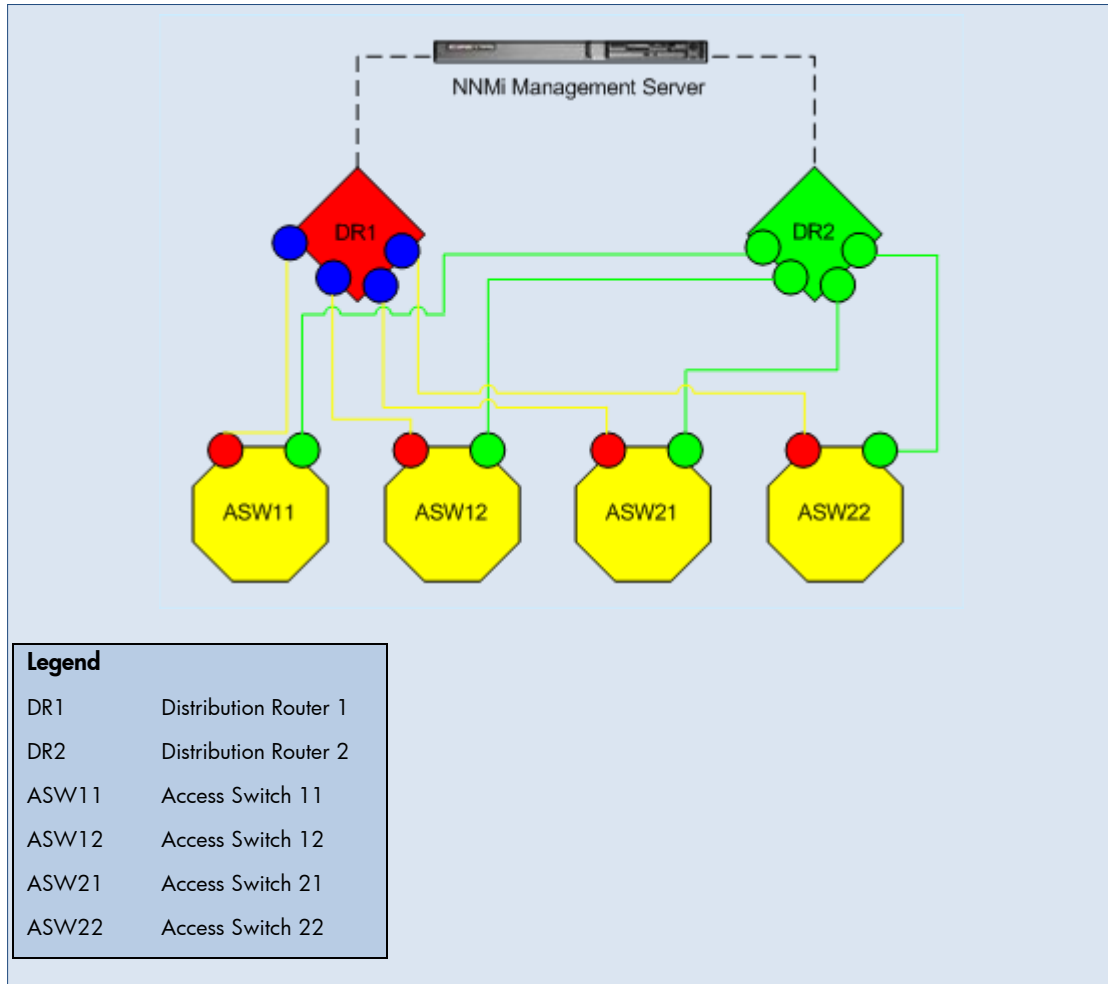 NNMi Management Server
DR1
DR2
ASW11
ASW12
ASW21
ASW22
Legend
DR1 Distribution Router 1
DR2 Distribution Router 2
ASW11 Access Switch 11
ASW12 Access Switch 12
ASW21 Access Switch 21
ASW22 Access Switch 22